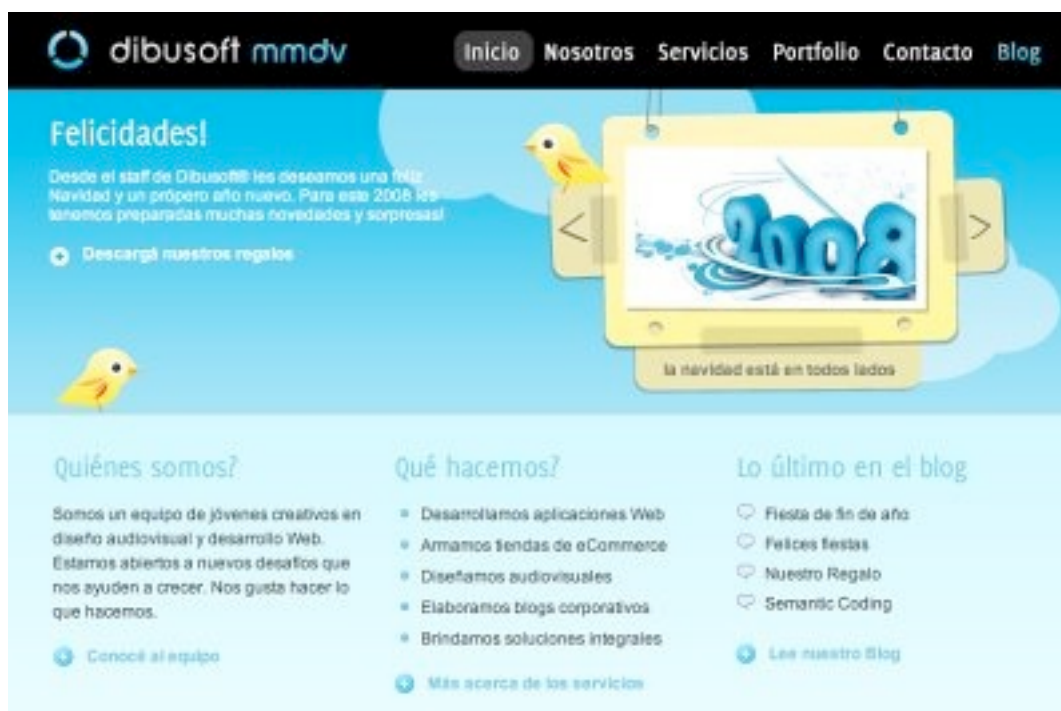 dibusoft mmdv
Inicio Nosotros Servicios Portfolio Contacto Blog
Felicidades!
Desde el staff de Dibusoft® les deseamos una feliz
Navidad y un própero año nuevo. Para este 2008 les
tenemos preparadas muchas novedades y sorpresas!
Descargá nuestros regalos
<
2008
>
la navidad está en todos lados
Quiénes somos?
Somos un equipo de jóvenes creativos en
diseño audiovisual y desarrollo Web.
Estamos abiertos a nuevos desafíos que
nos ayuden a crecer. Nos gusta hacer lo
que hacemos.
Conocé al equipo
Qué hacemos?
Desarrollamos aplicaciones Web
Armamos tiendas de eCommerce
Diseñamos audiovisuales
Elaboramos blogs corporativos
Brindamos soluciones integrales
Más acerca de los servicios
Lo último en el blog
Fiesta de fin de año
Felices fiestas
Nuestro Regalo
Semantic Coding
Lee nuestro Blog